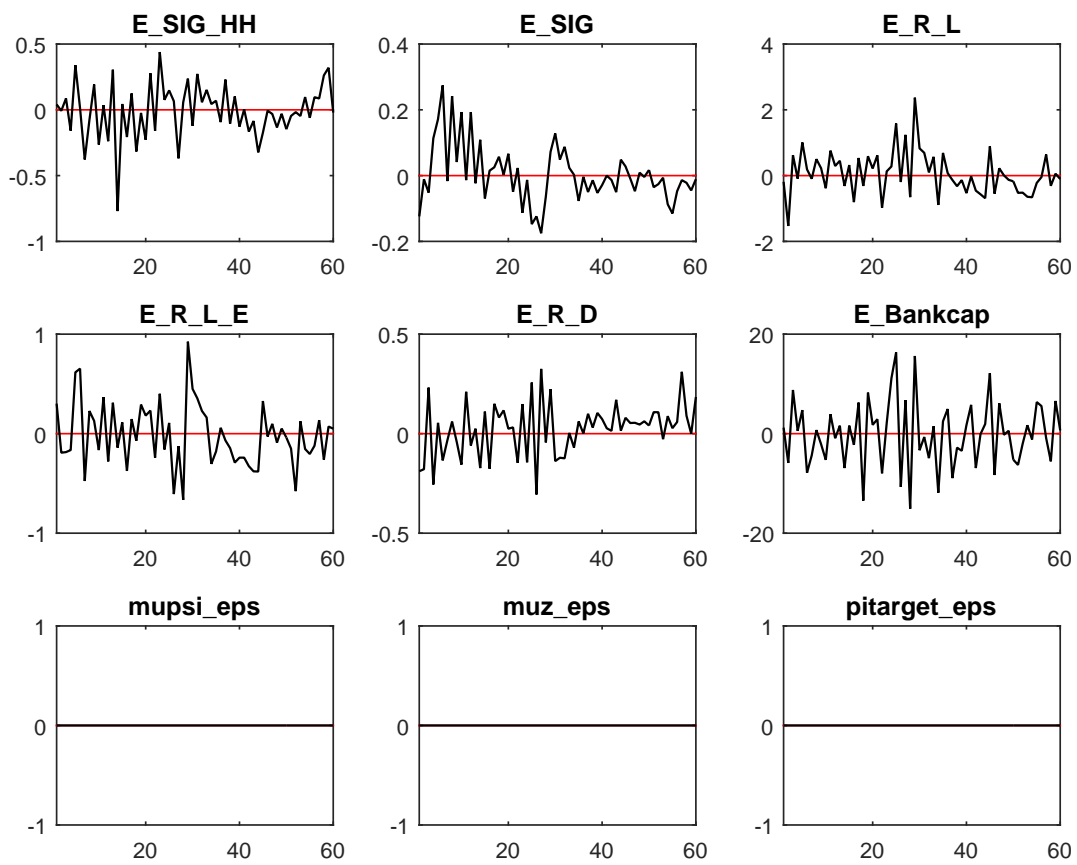 E_SIG_HH E_SIG E_R_L
0.5 0.4 4
0 0.2 2
-0.5 0 0
-1 -0.2 -2
20 40 60 20 40 60 20 40 60
E_R_L_E E_R_D E_Bankcap
1 0.5 20
0 0 0
-1 -0.5 -20
20 40 60 20 40 60 20 40 60
mupsi_eps muz_eps pitarget_eps
1 1 1
0 0 0
-1 -1 -1
20 40 60 20 40 60 20 40 60